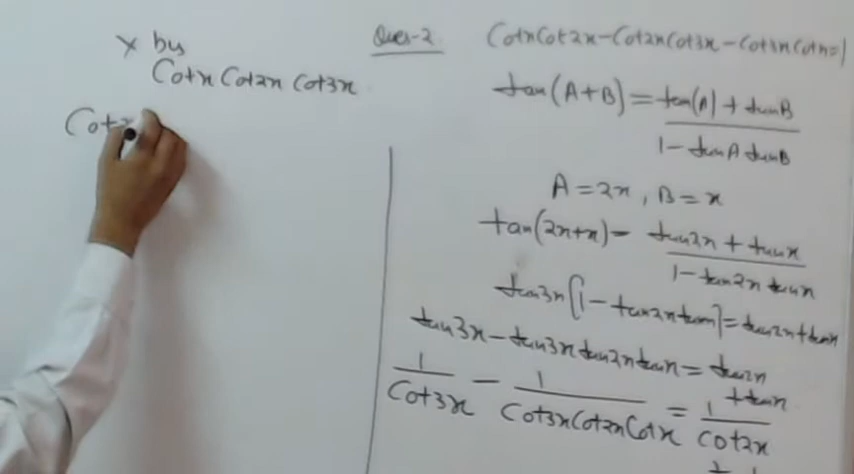 × by
Cotx Cot2x Cot3x
Cotx
Ques-2. Cotx Cot2x - Cot2x Cot3x - Cot3x Cotx = 1
tan(A+B) = tan(A) + tanB / 1 - tanA tanB
A = 2x, B = x
tan(2x+x) = tan2x + tanx / 1 - tan2x tanx
tan3x [1 - tan2x tanx] = tan2x + tanx
tan3x - tan3x tan2x tanx = tan2x
+ tanx
1/Cot3x - 1/Cot3x Cot2x Cotx = 1/Cot2x
+ 1